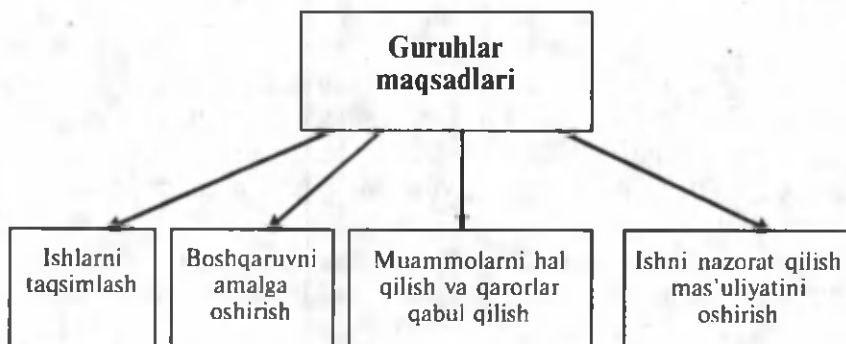 Guruhlar
maqsadlari
Ishlarni
taqsimlash
Boshqaruvni
amalga
oshirish
Muammolarni hal
qilish va qarorlar
qabul qilish
Ishni nazorat qilish
mas'uliyatini
oshirish